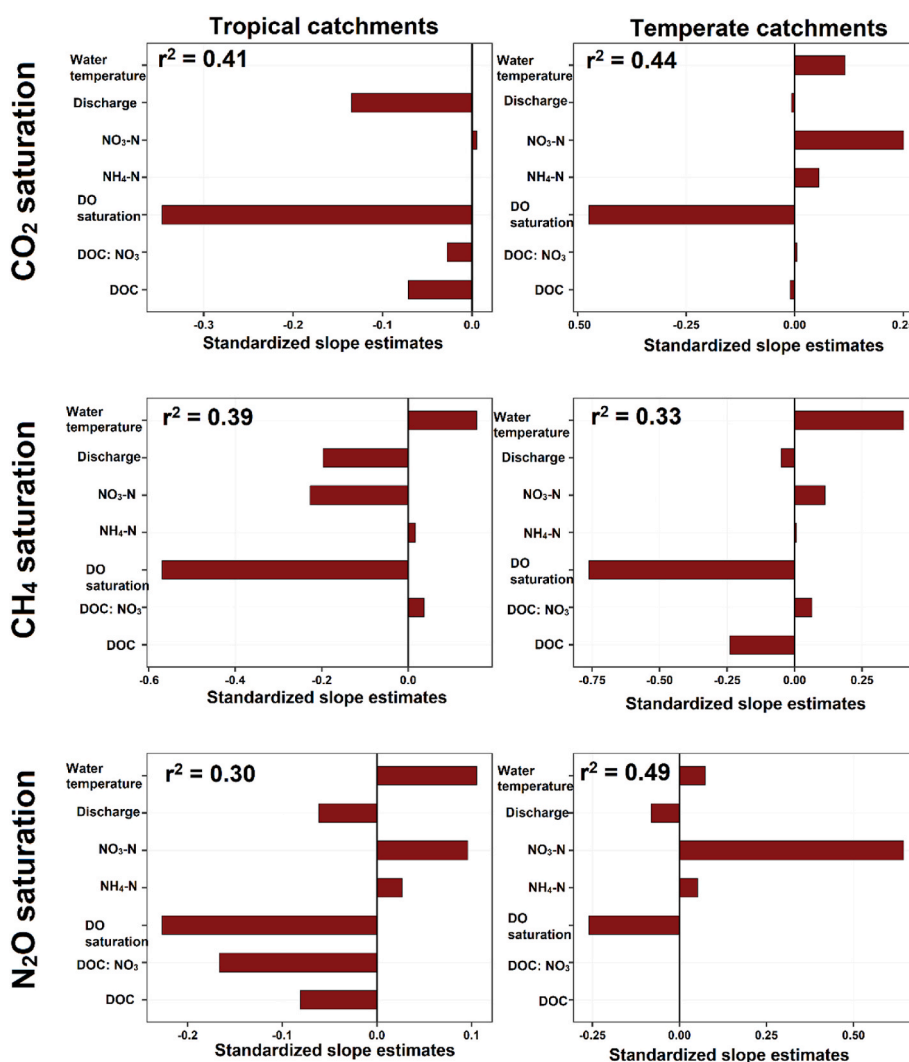 Tropical catchments
Temperate catchments
CO₂ saturation
r² = 0.41
Water
temperature
Discharge
NO₃-N
NH₄-N
DO
saturation
DOC: NO₃
DOC
-0.3 -0.2 -0.1 0.0
Standardized slope estimates
r² = 0.44
Water
temperature
Discharge
NO₃-N
NH₄-N
DO
saturation
DOC: NO₃
DOC
0.50 -0.25 0.00 0.25
Standardized slope estimates
CH₄ saturation
r² = 0.39
Water
temperature
Discharge
NO₃-N
NH₄-N
DO
saturation
DOC: NO₃
DOC
-0.6 -0.4 -0.2 0.0
Standardized slope estimates
r² = 0.33
Water
temperature
Discharge
NO₃-N
NH₄-N
DO
saturation
DOC: NO₃
DOC
-0.75 -0.50 -0.25 0.00 0.25
Standardized slope estimates
N₂O saturation
r² = 0.30
Water
temperature
Discharge
NO₃-N
NH₄-N
DO
saturation
DOC: NO₃
DOC
-0.2 -0.1 0.0 0.1
Standardized slope estimates
r² = 0.49
Water
temperature
Discharge
NO₃-N
NH₄-N
DO
saturation
DOC: NO₃
DOC
-0.25 0.00 0.25 0.50
Standardized slope estimates